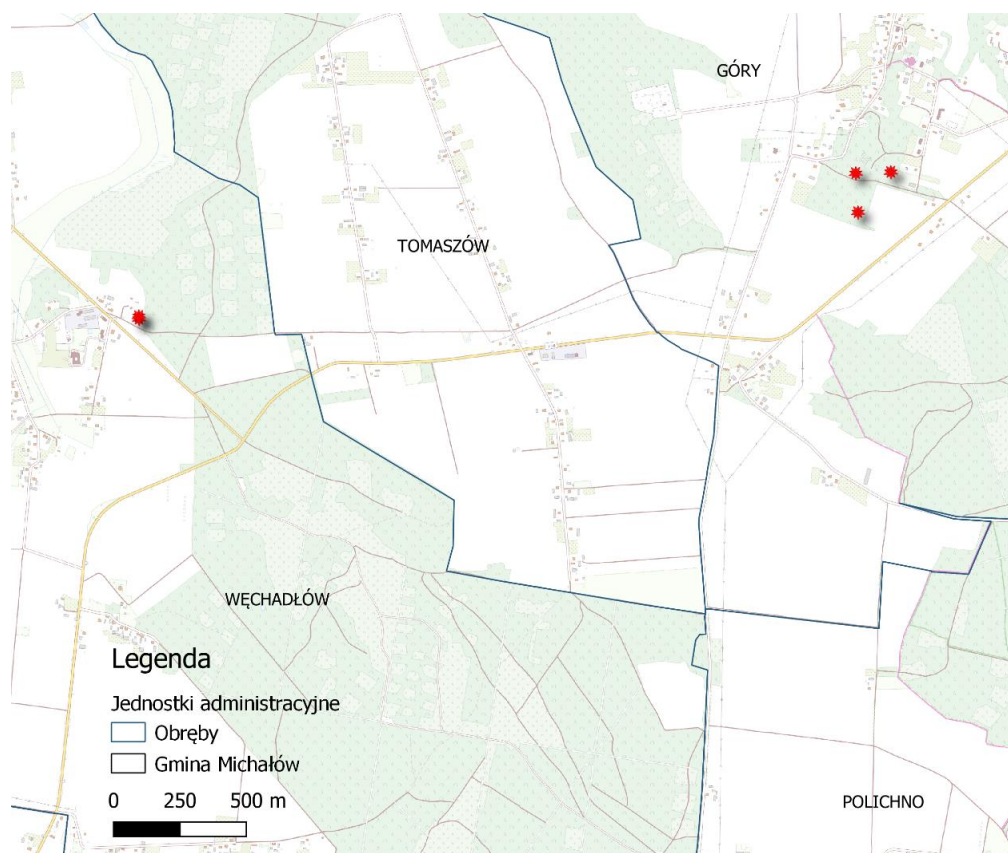 GÓRY
TOMASZÓW
WĘCHADŁÓW
Legenda
Jednostki administracyjne
Obręby
Gmina Michałów
0 250 500 m
POLICHNO